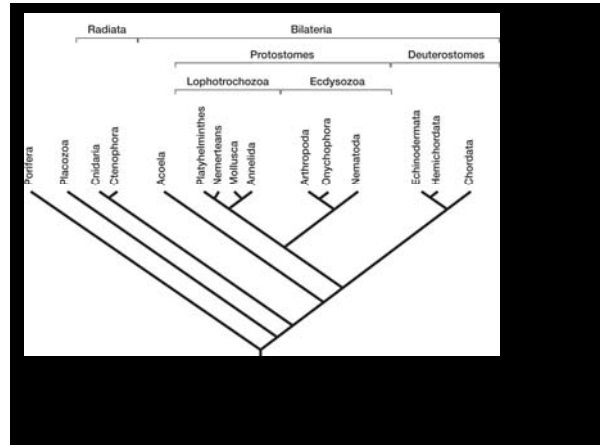 Radiata Bilateria
Protostomes Deuterostomes
Lophotrochozoa Ecdysozoa
Porifera
Placozoa
Cnidaria
Ctenophora
Acoela
Platyhelminthes
Nemerteans
Mollusca
Annelida
Arthropoda
Onychophora
Nematoda
Echinodermata
Hemichordata
Chordata